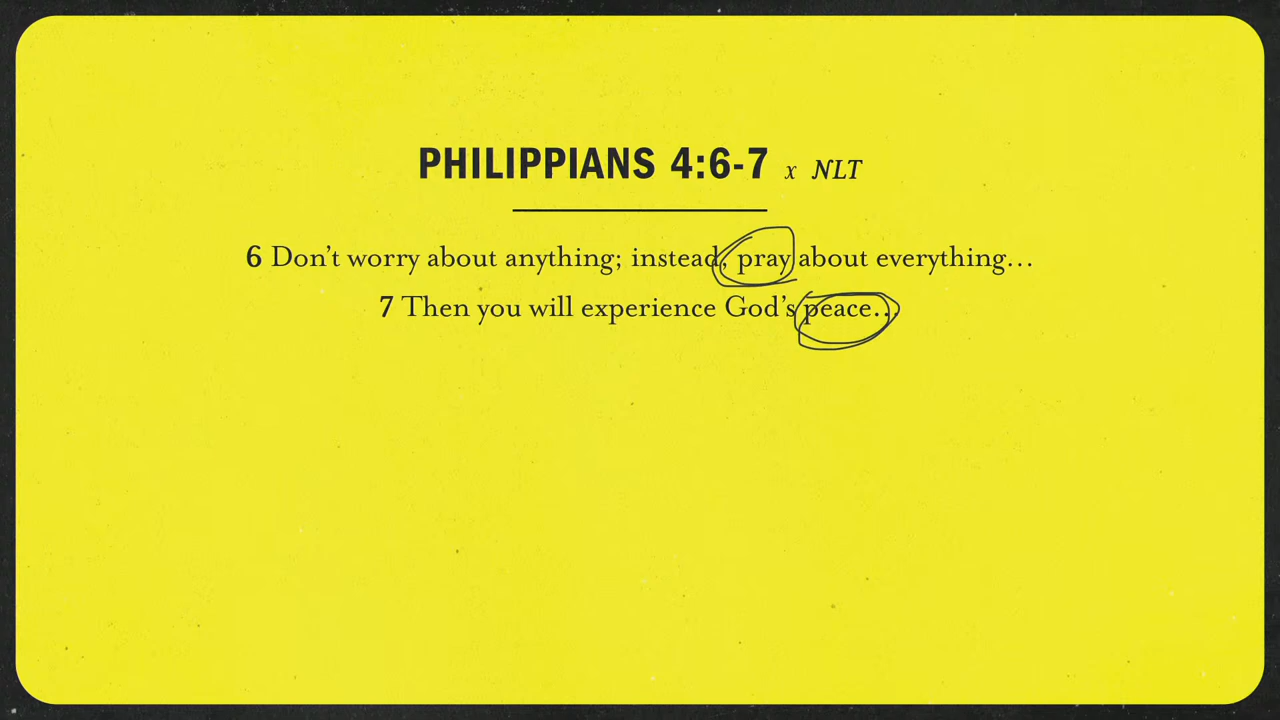 PHILIPPIANS 4:6-7 x NLT
6 Don’t worry about anything; instead, pray about everything…
7 Then you will experience God’s peace…